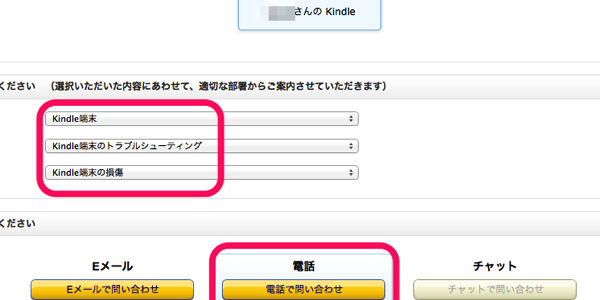 さんの Kindle
ください （選択いただいた内容にあわせて、適切な部署からご案内させていただきます）
Kindle端末
Kindle端末のトラブルシューティング
Kindle端末の損傷
ください
Eメール
電話
チャット
Eメールで問い合わせ
電話で問い合わせ
チャットで問い合わせ